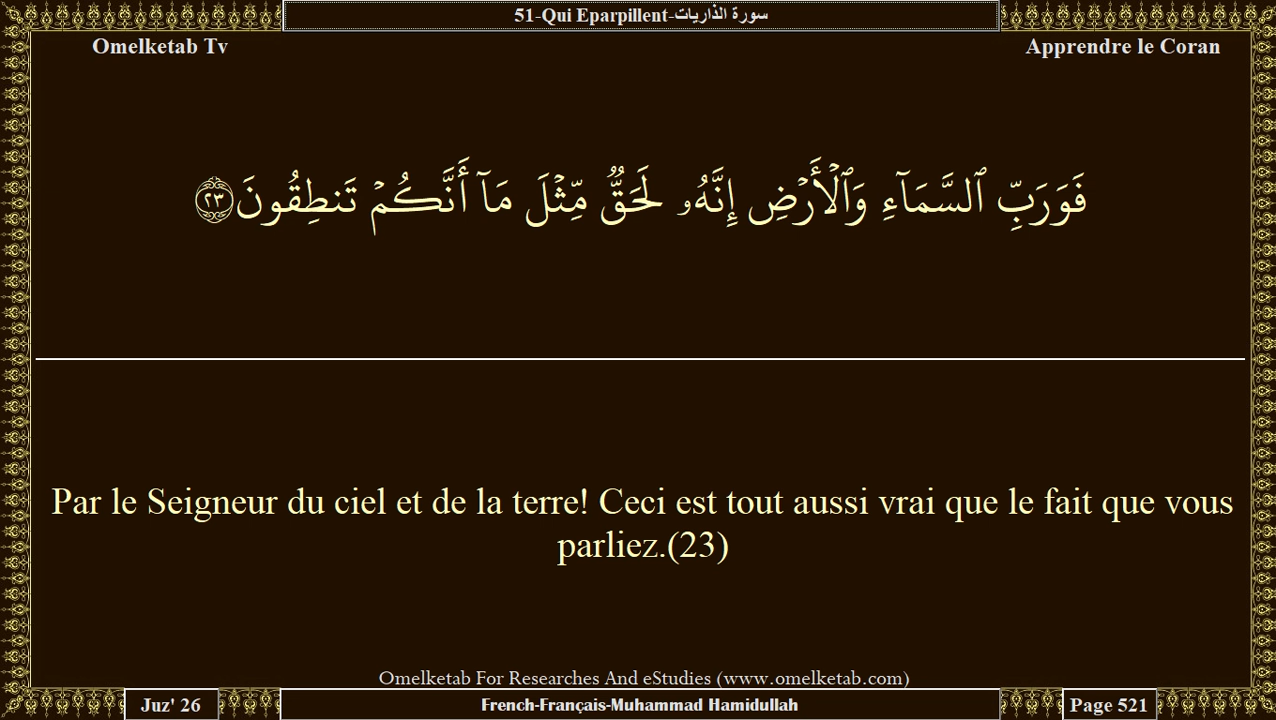 51-Qui Eparpillent-سورة الذاريات
Omelketab Tv
Apprendre le Coran
فَوَرَبِّ ٱلسَّمَآءِ وَٱلْأَرْضِ إِنَّهُۥ لَحَقٌّ مِّثْلَ مَآ أَنَّكُمْ تَنطِقُونَ ٢٣
Par le Seigneur du ciel et de la terre! Ceci est tout aussi vrai que le fait que vous
parliez.(23)
Omelketab For Researches And eStudies (www.omelketab.com)
Juz' 26
French-Français-Muhammad Hamidullah
Page 521